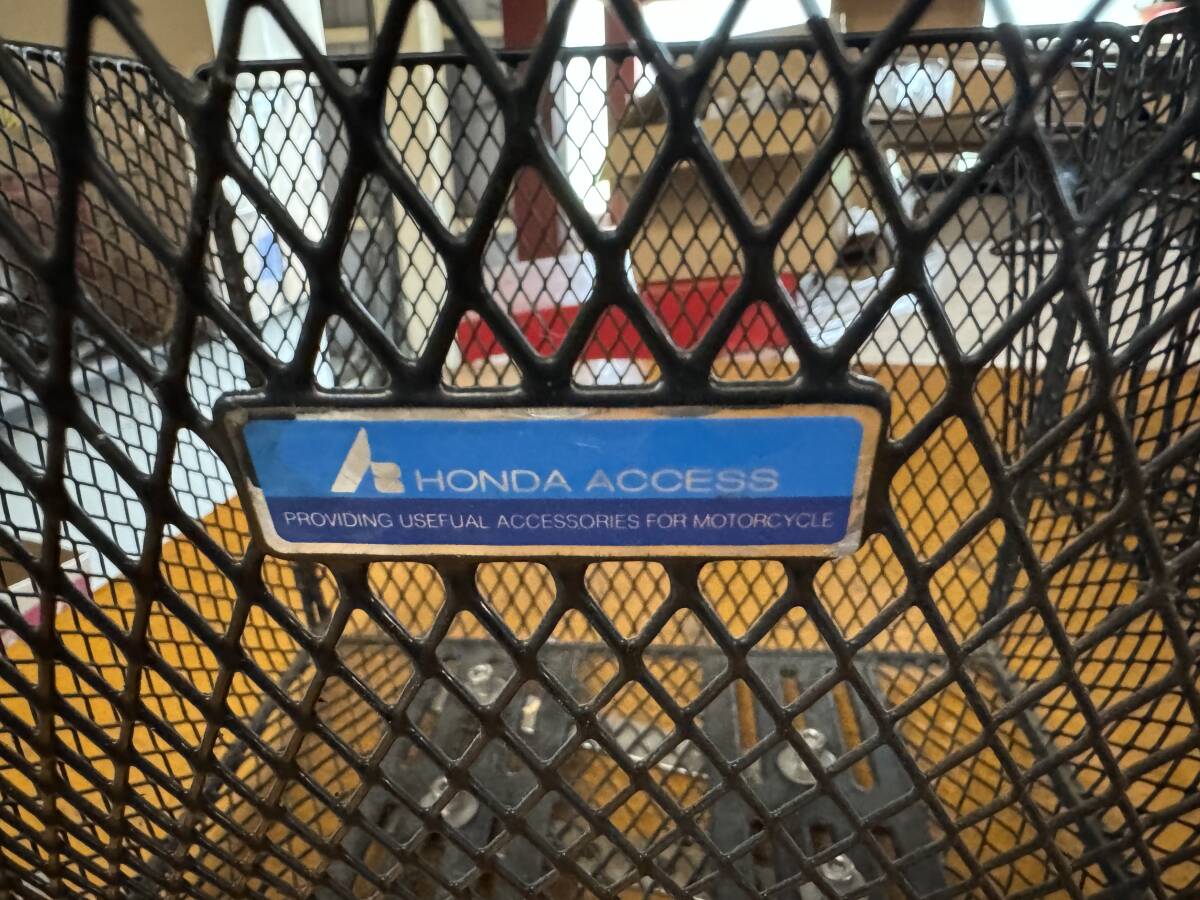 HONDA ACCESS
PROVIDING USEFUAL ACCESSORIES FOR MOTORCYCLE